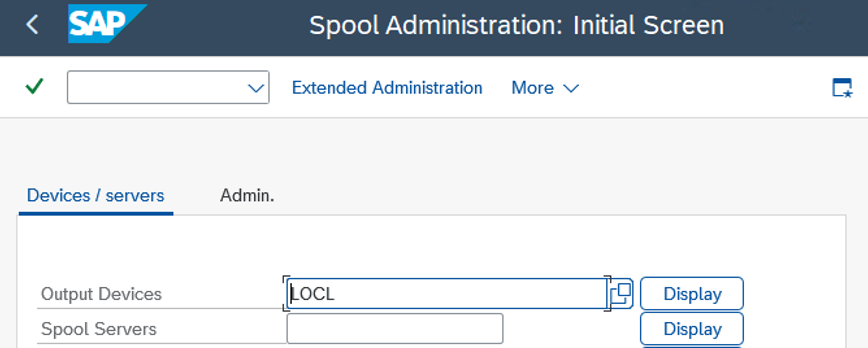 SAP Spool Administration: Initial Screen
Extended Administration More
Devices / servers Admin.
Output Devices LOCL Display
Spool Servers Display